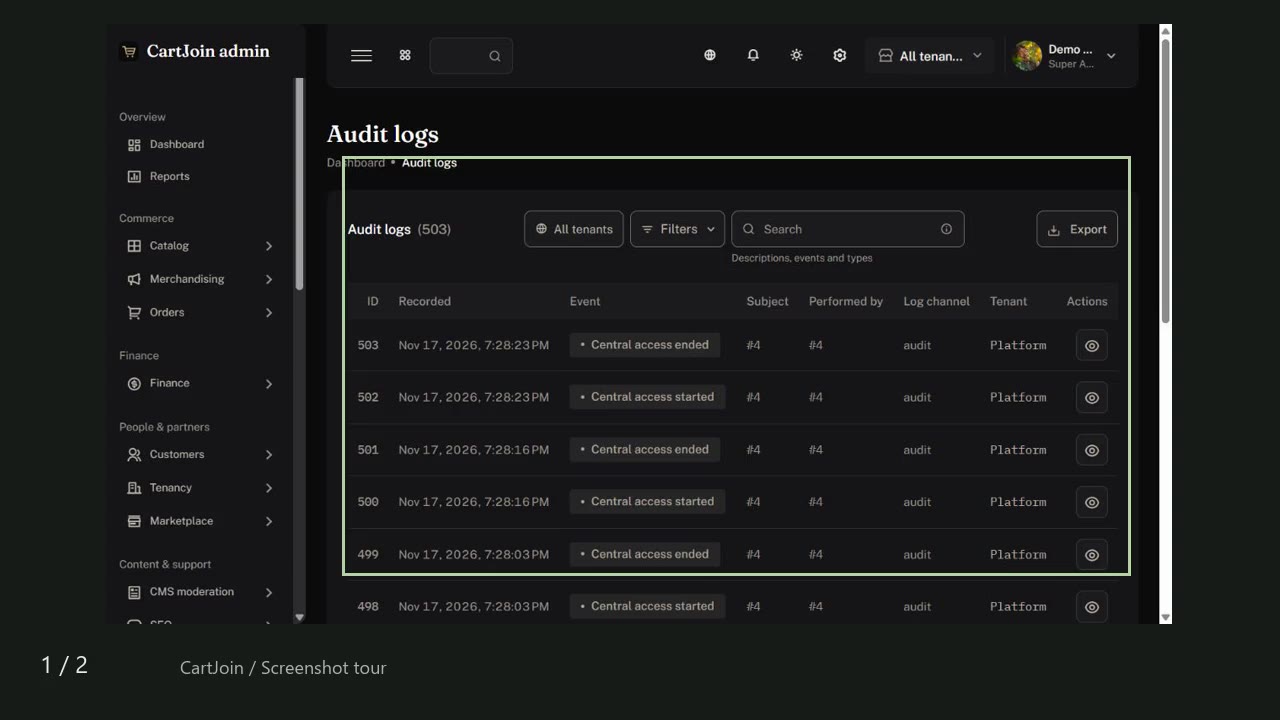 CartJoin admin
All tenan...
Demo ...
Super A...
Overview
Dashboard
Reports
Commerce
Catalog
Merchandising
Orders
Finance
Finance
People & partners
Customers
Tenancy
Marketplace
Content & support
CMS moderation
Audit logs
Dashboard • Audit logs
Audit logs (503)
All tenants
Filters
Search
Export
Descriptions, events and types
ID Recorded Event Subject Performed by Log channel Tenant Actions
503 Nov 17, 2026, 7:28:23 PM • Central access ended #4 #4 audit Platform
502 Nov 17, 2026, 7:28:23 PM • Central access started #4 #4 audit Platform
501 Nov 17, 2026, 7:28:16 PM • Central access ended #4 #4 audit Platform
500 Nov 17, 2026, 7:28:16 PM • Central access started #4 #4 audit Platform
499 Nov 17, 2026, 7:28:03 PM • Central access ended #4 #4 audit Platform
498 Nov 17, 2026, 7:28:03 PM • Central access started #4 #4 audit Platform
1 / 2
CartJoin / Screenshot tour